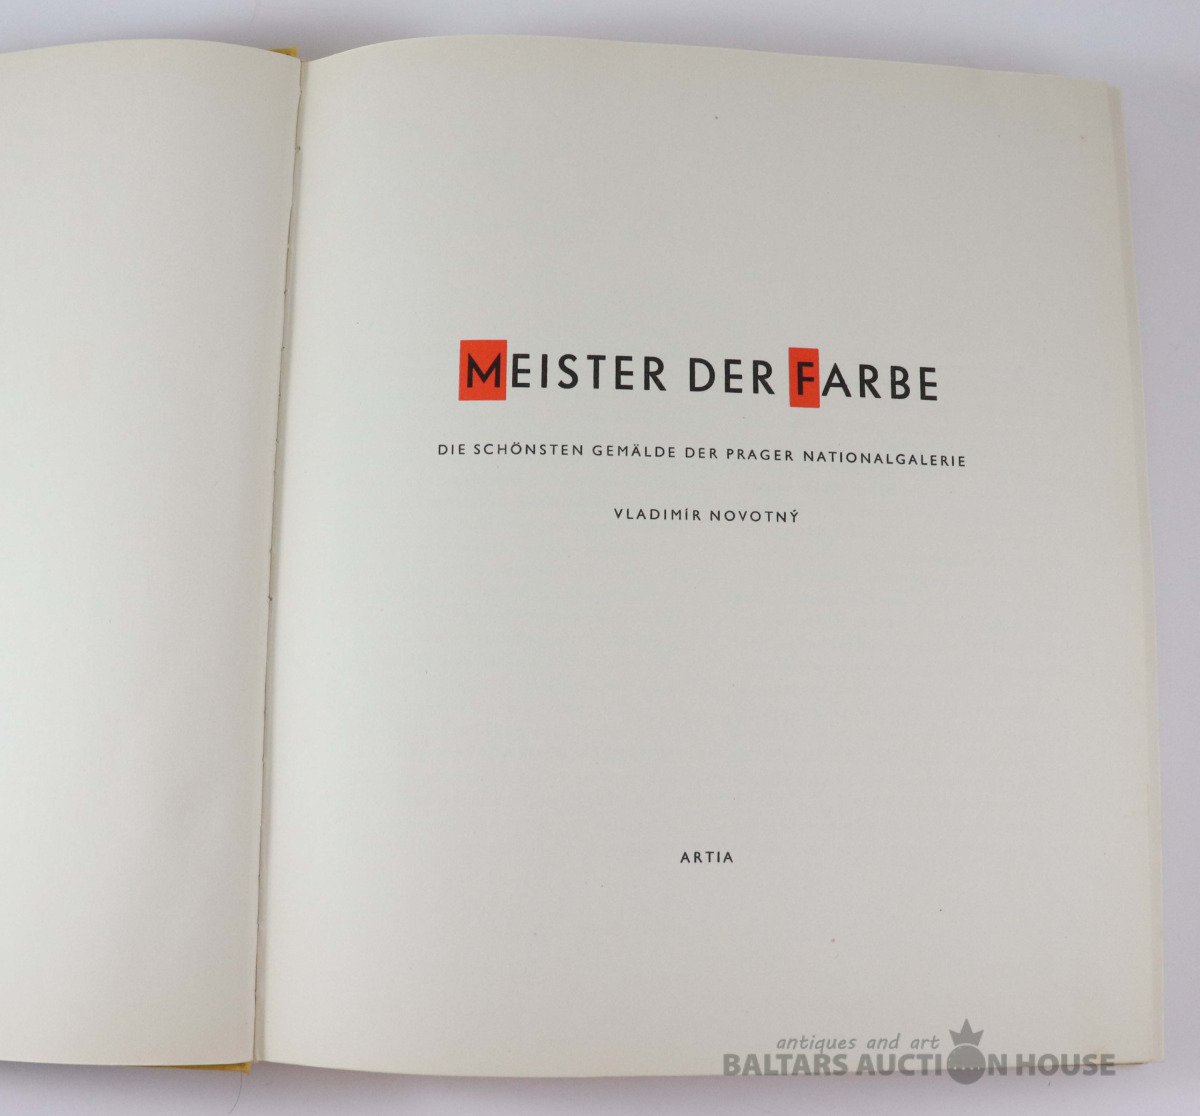 MEISTER DER FARBE
DIE SCHÖNSTEN GEMÄLDE DER PRAGER NATIONALGALERIE
VLADIMÍR NOVOTNÝ
ARTIA
antiques and art
BALTARS AUCTION HOUSE